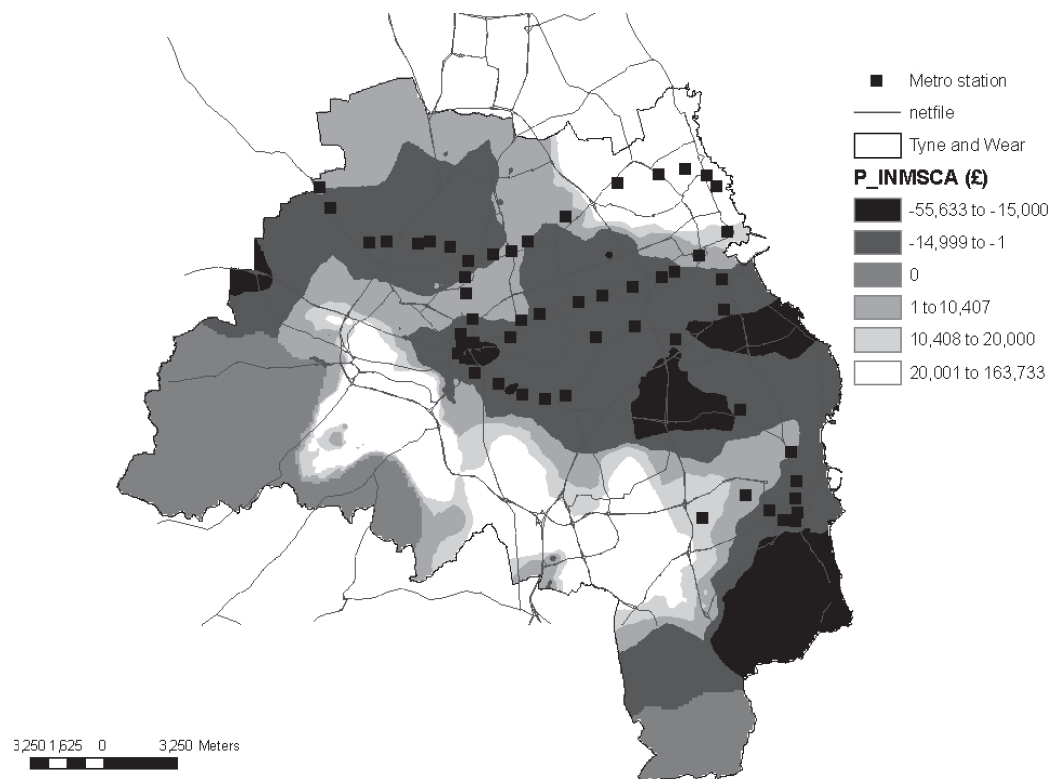 Metro station
netfile
Tyne and Wear
P_INMSCA (£)
-55,633 to -15,000
-14,999 to -1
0
1 to 10,407
10,408 to 20,000
20,001 to 163,733
3,250 1,625 0 3,250 Meters